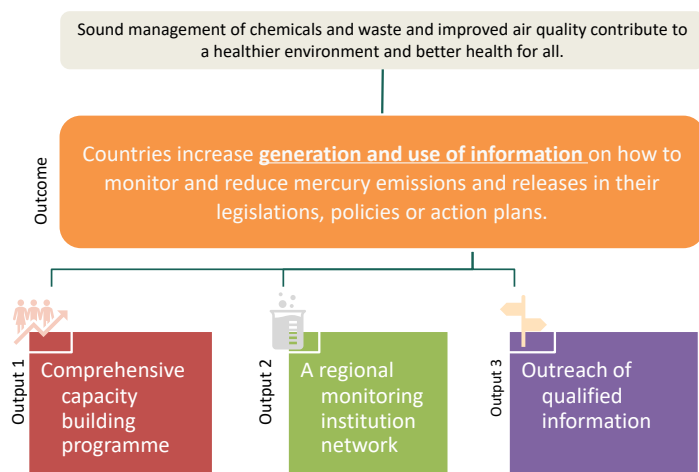 Sound management of chemicals and waste and improved air quality contribute to
a healthier environment and better health for all.
Outcome
Countries increase generation and use of information on how to
monitor and reduce mercury emissions and releases in their
legislations, policies or action plans.
Output 1
Comprehensive
capacity
building
programme
Output 2
A regional
monitoring
institution
network
Output 3
Outreach of
qualified
information